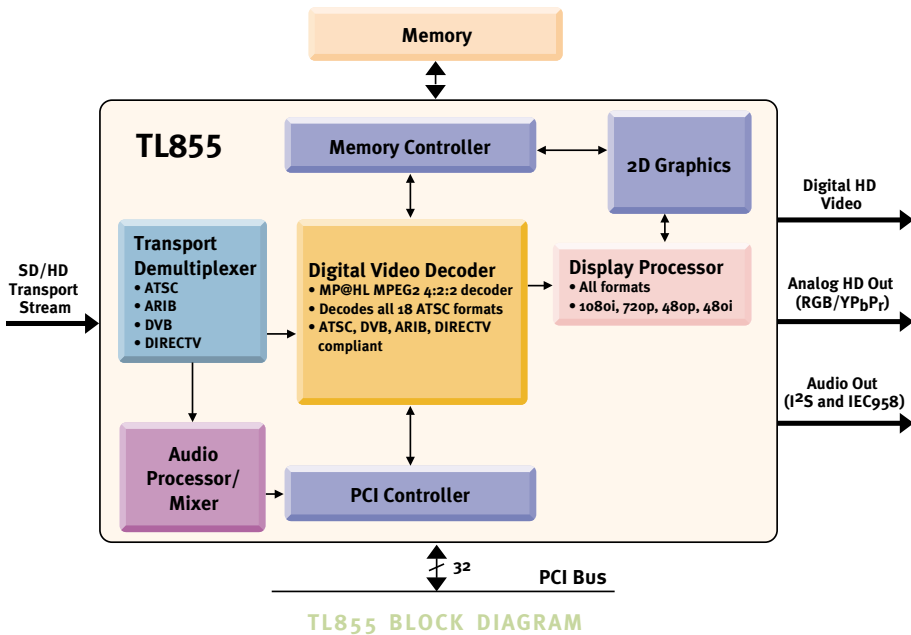 Memory
TL855
Memory Controller
2D Graphics
Digital HD
Video
SD/HD
Transport
Stream
Transport
Demultiplexer
• ATSC
• ARIB
• DVB
• DIRECTV
Digital Video Decoder
• MP@HL MPEG2 4:2:2 decoder
• Decodes all 18 ATSC formats
• ATSC, DVB, ARIB, DIRECTV
compliant
Display Processor
• All formats
• 1080i, 720p, 480p, 480i
Analog HD Out
(RGB/YPbPr)
Audio Out
(I²S and IEC958)
Audio
Processor/
Mixer
PCI Controller
32
PCI Bus
TL855 BLOCK DIAGRAM